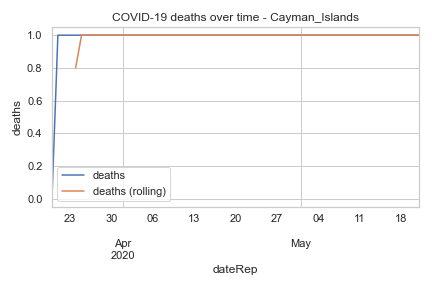 COVID-19 deaths over time - Cayman_Islands
deaths
1.0
0.8
0.6
0.4
0.2
0.0
deaths
deaths (rolling)
23 30 06 13 20 27 04 11 18
Apr May
2020
dateRep